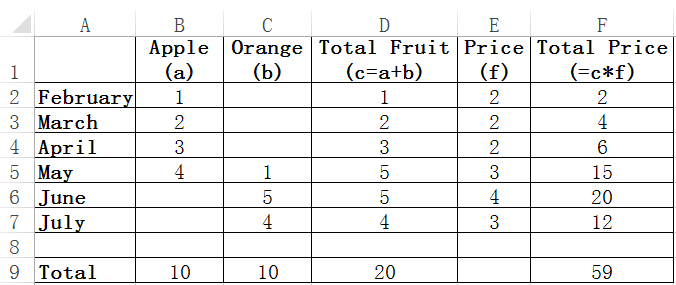 A B C D E F
1 Apple (a) Orange (b) Total Fruit (c=a+b) Price (f) Total Price (=c*f)
2 February 1 1 2 2
3 March 2 2 2 4
4 April 3 3 2 6
5 May 4 1 5 3 15
6 June 5 5 4 20
7 July 4 4 3 12
8
9 Total 10 10 20 59